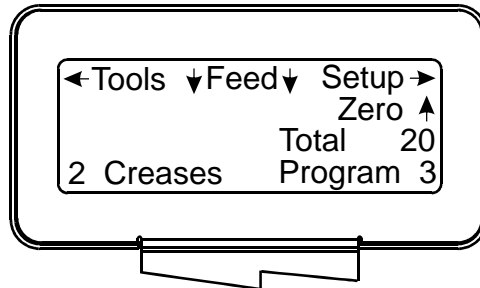 ←Tools ↓Feed↓ Setup→
Zero ↑
Total 20
2 Creases Program 3